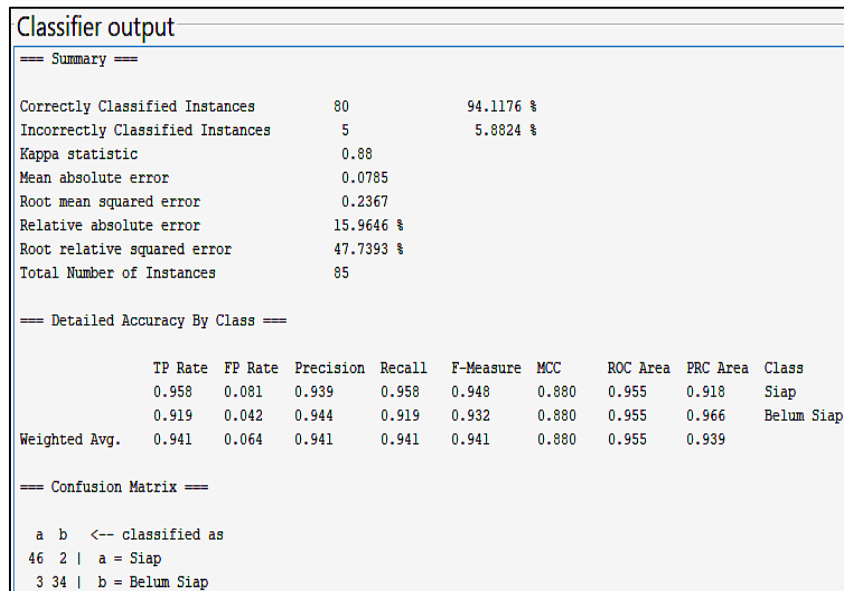 Classifier output
=== Summary ===
Correctly Classified Instances 80 94.1176 %
Incorrectly Classified Instances 5 5.8824 %
Kappa statistic 0.88
Mean absolute error 0.0785
Root mean squared error 0.2367
Relative absolute error 15.9646 %
Root relative squared error 47.7393 %
Total Number of Instances 85
=== Detailed Accuracy By Class ===
TP Rate FP Rate Precision Recall F-Measure MCC ROC Area PRC Area Class
0.958 0.081 0.939 0.958 0.948 0.880 0.955 0.918 Siap
0.919 0.042 0.944 0.919 0.932 0.880 0.955 0.966 Belum Siap
Weighted Avg. 0.941 0.064 0.941 0.941 0.941 0.880 0.955 0.939
=== Confusion Matrix ===
a b <-- classified as
46 2 | a = Siap
3 34 | b = Belum Siap